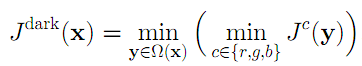 J^dark(x) = min_{y∈Ω(x)} ( min_{c∈{r,g,b}} J^c(y) )